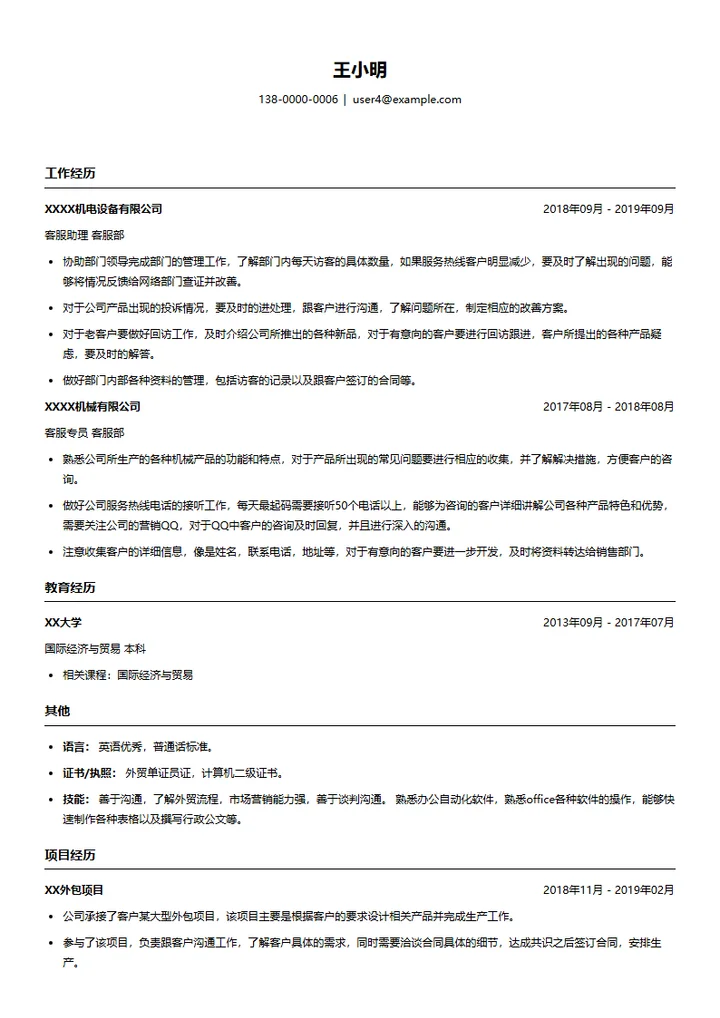 王小明
138-0000-0006 | user4@example.com
工作经历
XXXX机电设备有限公司 2018年09月 - 2019年09月
客服助理 客服部
• 协助部门领导完成部门的管理工作，了解部门内每天访客的具体数量，如果服务热线客户明显减少，要及时了解出现的问题，能
够将情况反馈给网络部门查证并改善。
• 对于公司产品出现的投诉情况，要及时的进处理，跟客户进行沟通，了解问题所在，制定相应的改善方案。
• 对于老客户要做好回访工作，及时介绍公司所推出的各种新品，对于有意向的客户要进行回访跟进，客户所提出的各种产品疑
虑，要及时的解答。
• 做好部门内部各种资料的管理，包括访客的记录以及跟客户签订的合同等。
XXXX机械有限公司 2017年08月 - 2018年08月
客服专员 客服部
• 熟悉公司所生产的各种机械产品的功能和特点，对于产品所出现的常见问题要进行相应的收集，并了解解决措施，方便客户的咨
询。
• 做好公司服务热线电话的接听工作，每天最起码需要接听50个电话以上，能够为咨询的客户详细讲解公司各种产品特色和优势，
需要关注公司的营销QQ，对于QQ中客户的咨询及时回复，并且进行深入的沟通。
• 注意收集客户的详细信息，像是姓名，联系电话，地址等，对于有意向的客户要进一步开发，及时将资料转达给销售部门。
教育经历
XX大学 2013年09月 - 2017年07月
国际经济与贸易 本科
• 相关课程：国际经济与贸易
其他
• 语言： 英语优秀，普通话标准。
• 证书/执照： 外贸单证员证，计算机二级证书。
• 技能： 善于沟通，了解外贸流程，市场营销能力强，善于谈判沟通。 熟悉办公自动化软件，熟悉office各种软件的操作，能够快
速制作各种表格以及撰写行政公文等。
项目经历
XX外包项目 2018年11月 - 2019年02月
• 公司承接了客户某大型外包项目，该项目主要是根据客户的要求设计相关产品并完成生产工作。
• 参与了该项目，负责跟客户沟通工作，了解客户具体的需求，同时需要洽谈合同具体的细节，达成共识之后签订合同，安排生
产。